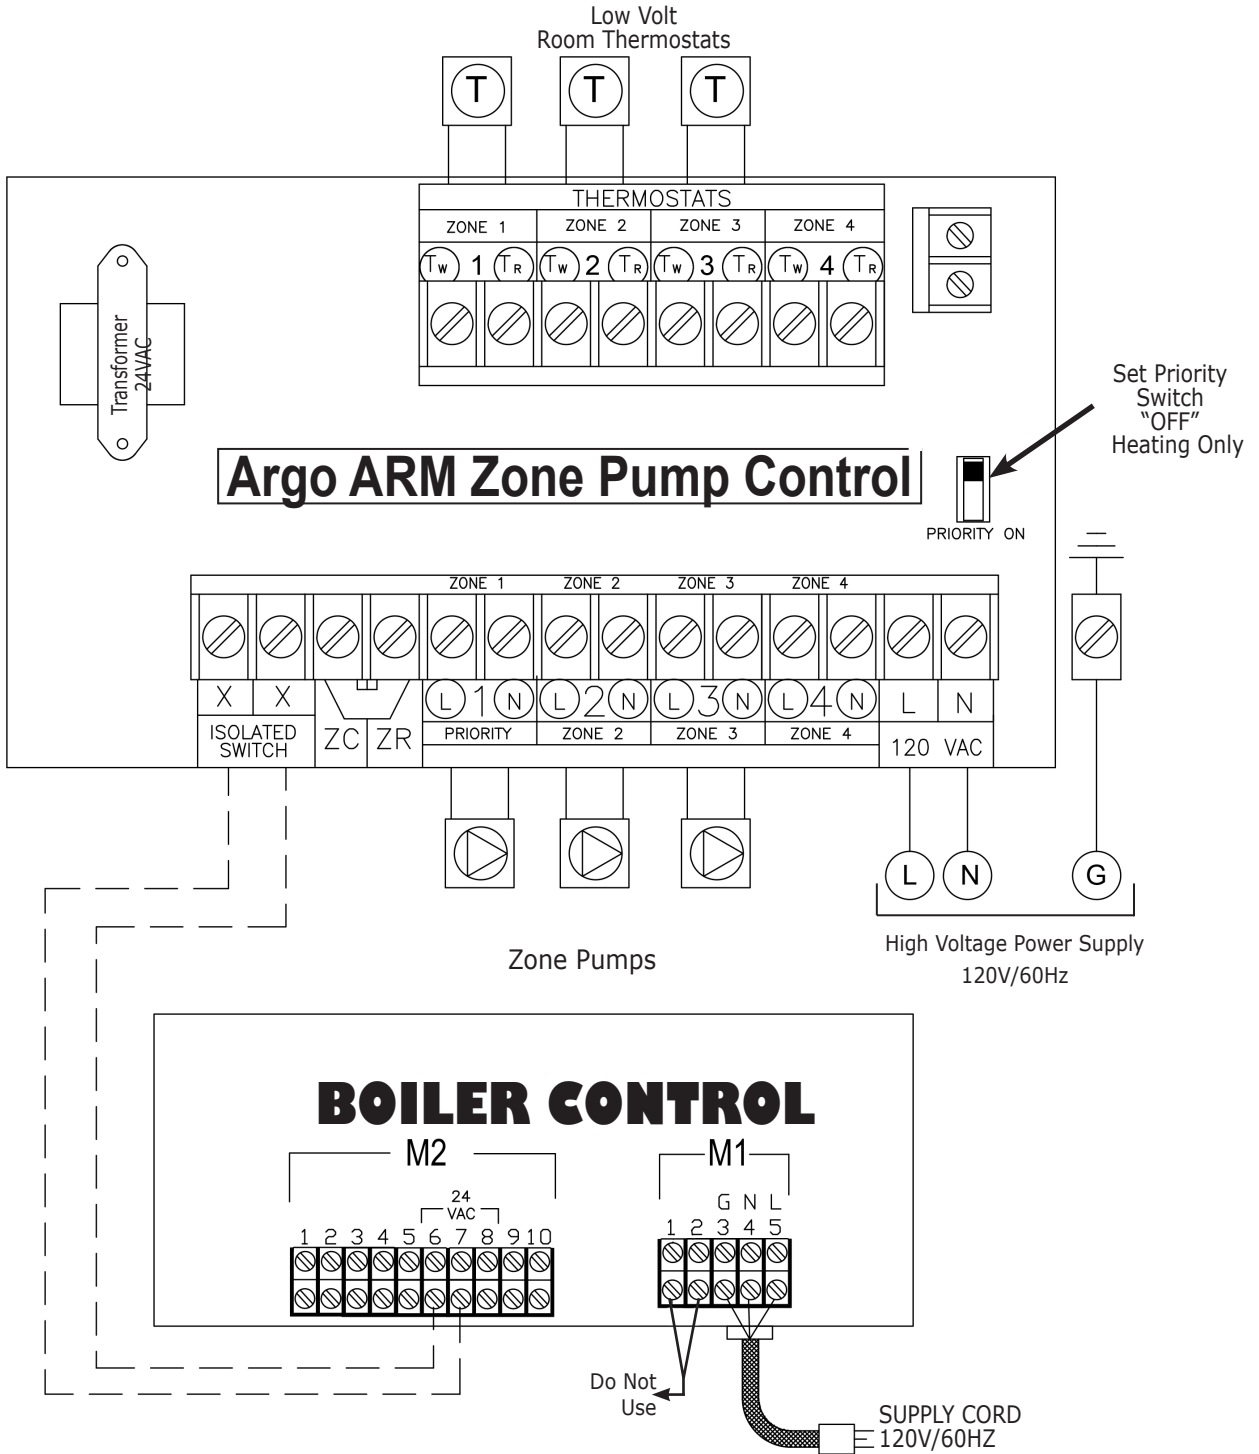 Low Volt
Room Thermostats
T T T
THERMOSTATS
ZONE 1 ZONE 2 ZONE 3 ZONE 4
TW 1 TR TW 2 TR TW 3 TR TW 4 TR
Transformer
24VAC
Set Priority
Switch
“OFF”
Heating Only
Argo ARM Zone Pump Control
PRIORITY ON
ZONE 1 ZONE 2 ZONE 3 ZONE 4
X X L 1 N L 2 N L 3 N L 4 N L N
ISOLATED
SWITCH
ZC ZR
PRIORITY ZONE 2 ZONE 3 ZONE 4
120 VAC
L N G
High Voltage Power Supply
120V/60Hz
Zone Pumps
BOILER CONTROL
M2 M1
24
VAC
G N L
1 2 3 4 5 6 7 8 9 10
1 2 3 4 5
Do Not
Use
SUPPLY CORD
120V/60HZ